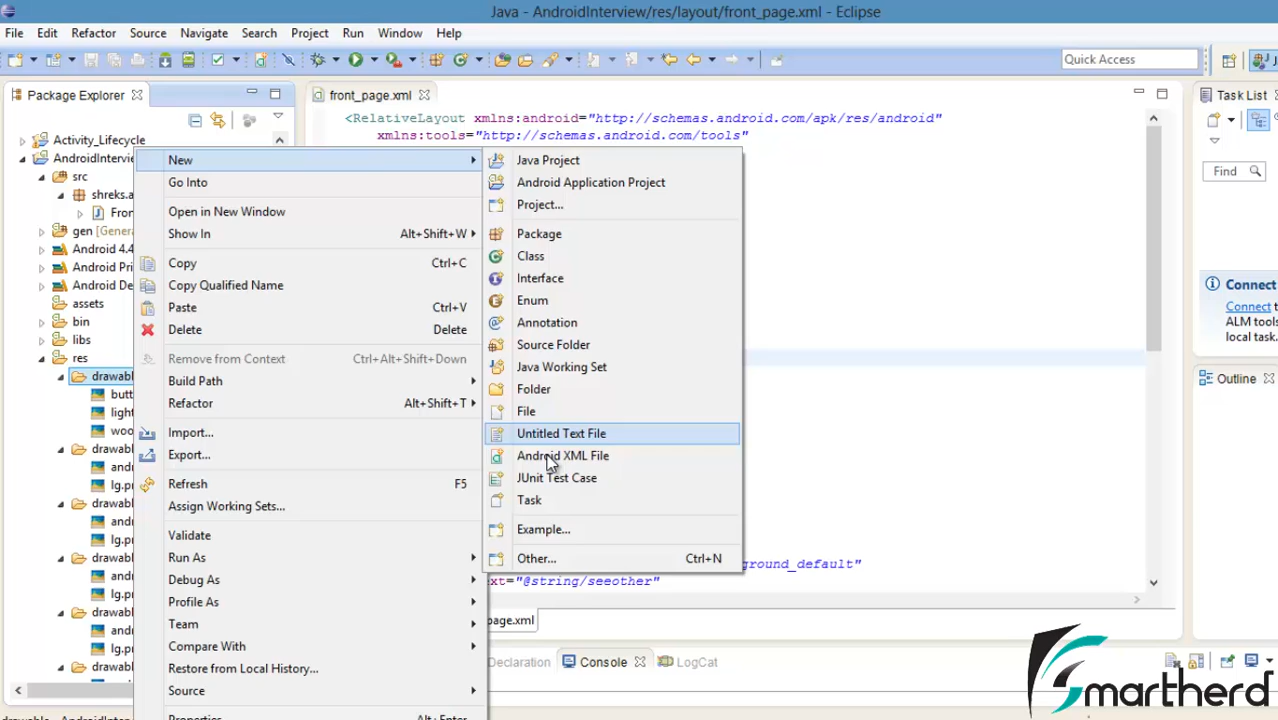 Java - AndroidInterview/res/layout/front_page.xml - Eclipse
File Edit Refactor Source Navigate Search Project Run Window Help
Quick Access
Package Explorer
Activity_Lifecycle
src
assets
bin
libs
res
New
Go Into
Open in New Window
Show In Alt+Shift+W
Copy Ctrl+C
Copy Qualified Name
Paste Ctrl+V
Delete Delete
Remove from Context Ctrl+Alt+Shift+Down
Build Path
Refactor Alt+Shift+T
Import...
Export...
Refresh F5
Assign Working Sets...
Validate
Run As
Debug As
Profile As
Team
Compare With
Restore from Local History...
Source
Java Project
Android Application Project
Project...
Package
Class
Interface
Enum
Annotation
Source Folder
Java Working Set
Folder
File
Untitled Text File
Android XML File
JUnit Test Case
Task
Example...
Other... Ctrl+N
front_page.xml
<RelativeLayout xmlns:android="http://schemas.android.com/apk/res/android"
xmlns:tools="http://schemas.android.com/tools"
ground_default"
ext="@string/seeother"
page.xml
Declaration
Console
LogCat
Task List
Find
Connect
Connect
ALM tools
local task.
Outline
Smartherd